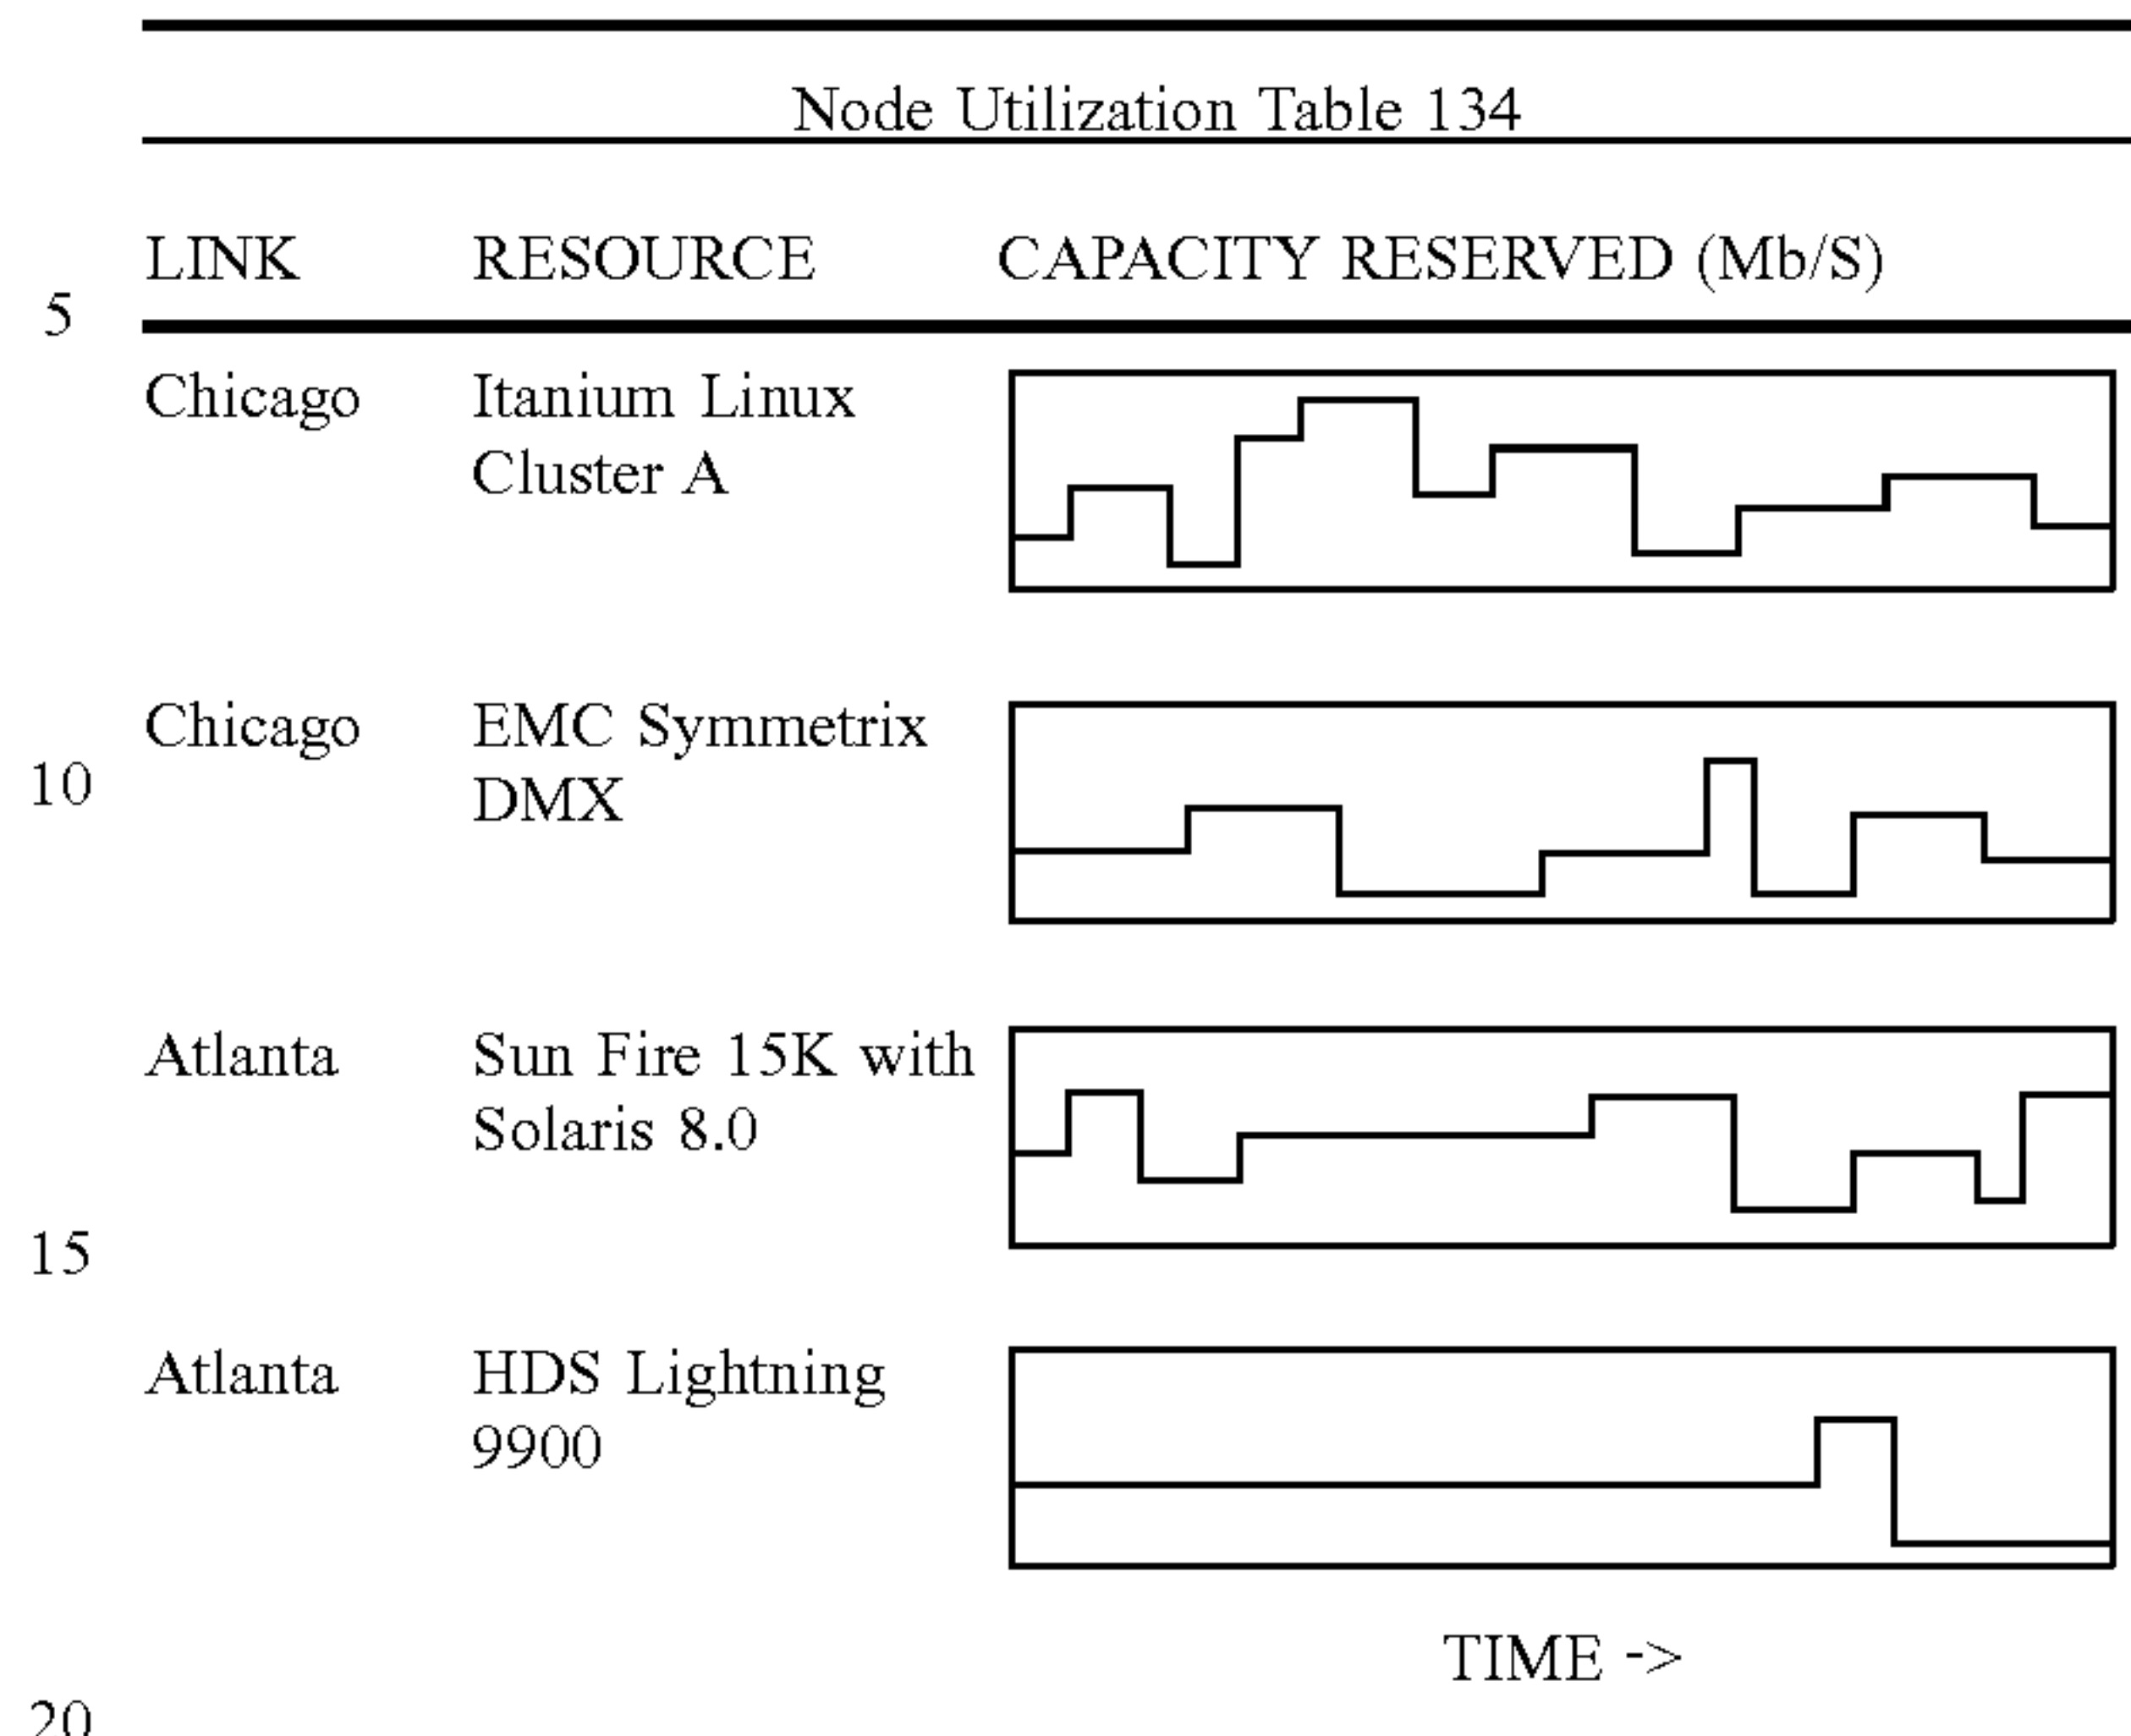 Node Utilization Table 134
LINK RESOURCE CAPACITY RESERVED (Mb/S)
5
Chicago Itanium Linux
Cluster A
Chicago EMC Symmetrix
10
DMX
Atlanta Sun Fire 15K with
Solaris 8.0
15
Atlanta HDS Lightning
9900
TIME ->
20